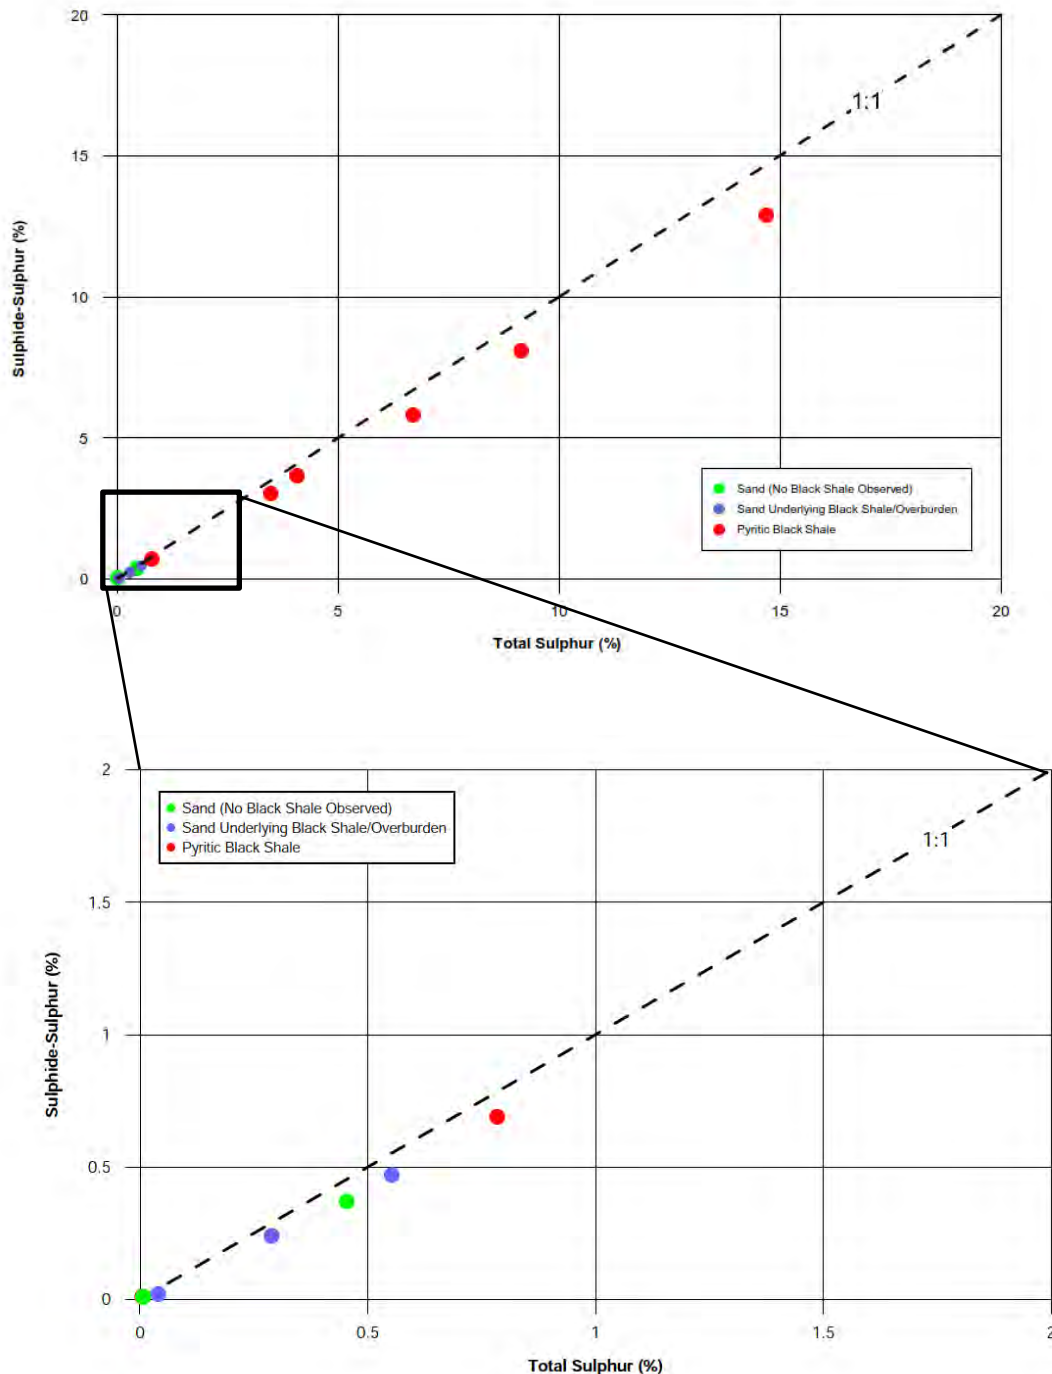 20
1:1
15
Sulphide-Sulphur (%)
10
5
Sand (No Black Shale Observed)
Sand Underlying Black Shale/Overburden
Pyritic Black Shale
0
0 5 10 15 20
Total Sulphur (%)
2
Sand (No Black Shale Observed)
Sand Underlying Black Shale/Overburden
Pyritic Black Shale
1:1
1.5
Sulphide-Sulphur (%)
1
0.5
0
0 0.5 1 1.5 2
Total Sulphur (%)